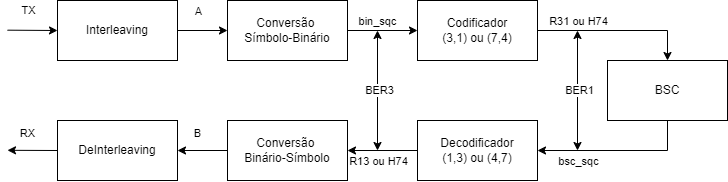 TX
Interleaving
A
Conversão
Símbolo-Binário
bin_sqc
Codificador
(3,1) ou (7,4)
R31 ou H74
BER3
BER1
BSC
RX
DeInterleaving
B
Conversão
Binário-Símbolo
R13 ou H74
Decodificador
(1,3) ou (4,7)
bsc_sqc